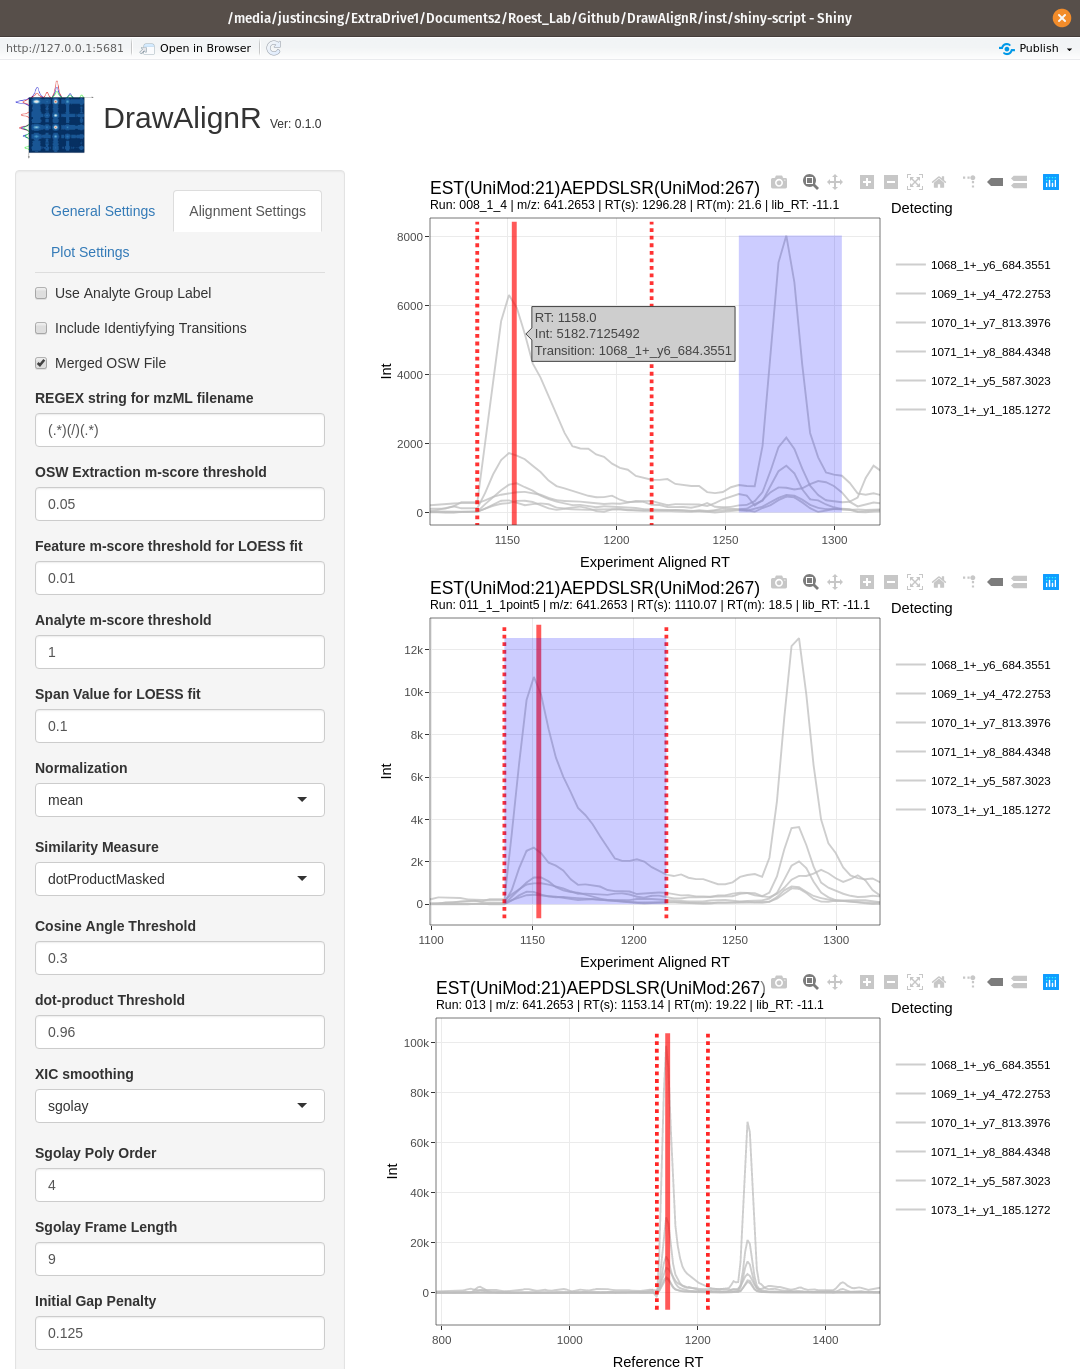 /media/justincsing/ExtraDrive1/Documents2/Roest_Lab/Github/DrawAlignR/inst/shiny-script - Shiny
http://127.0.0.1:5681
Open in Browser
Publish
DrawAlignR Ver: 0.1.0
General Settings
Alignment Settings
Plot Settings
Use Analyte Group Label
Include Identiyfying Transitions
Merged OSW File
REGEX string for mzML filename
(.*)(/)(.*)
OSW Extraction m-score threshold
0.05
Feature m-score threshold for LOESS fit
0.01
Analyte m-score threshold
1
Span Value for LOESS fit
0.1
Normalization
mean
Similarity Measure
dotProductMasked
Cosine Angle Threshold
0.3
dot-product Threshold
0.96
XIC smoothing
sgolay
Sgolay Poly Order
4
Sgolay Frame Length
9
Initial Gap Penalty
0.125
EST(UniMod:21)AEPDSLSR(UniMod:267)
Run: 008_1_4 | m/z: 641.2653 | RT(s): 1296.28 | RT(m): 21.6 | lib_RT: -11.1
8000
6000
4000
2000
0
Int
RT: 1158.0
Int: 5182.7125492
Transition: 1068_1+_y6_684.3551
1150
1200
1250
1300
Experiment Aligned RT
Detecting
1068_1+_y6_684.3551
1069_1+_y4_472.2753
1070_1+_y7_813.3976
1071_1+_y8_884.4348
1072_1+_y5_587.3023
1073_1+_y1_185.1272
EST(UniMod:21)AEPDSLSR(UniMod:267)
Run: 011_1_1point5 | m/z: 641.2653 | RT(s): 1110.07 | RT(m): 18.5 | lib_RT: -11.1
12k
10k
8k
6k
4k
2k
0
Int
1100
1150
1200
1250
1300
Experiment Aligned RT
Detecting
1068_1+_y6_684.3551
1069_1+_y4_472.2753
1070_1+_y7_813.3976
1071_1+_y8_884.4348
1072_1+_y5_587.3023
1073_1+_y1_185.1272
EST(UniMod:21)AEPDSLSR(UniMod:267)
Run: 013 | m/z: 641.2653 | RT(s): 1153.14 | RT(m): 19.22 | lib_RT: -11.1
100k
80k
60k
40k
20k
0
Int
800
1000
1200
1400
Reference RT
Detecting
1068_1+_y6_684.3551
1069_1+_y4_472.2753
1070_1+_y7_813.3976
1071_1+_y8_884.4348
1072_1+_y5_587.3023
1073_1+_y1_185.1272